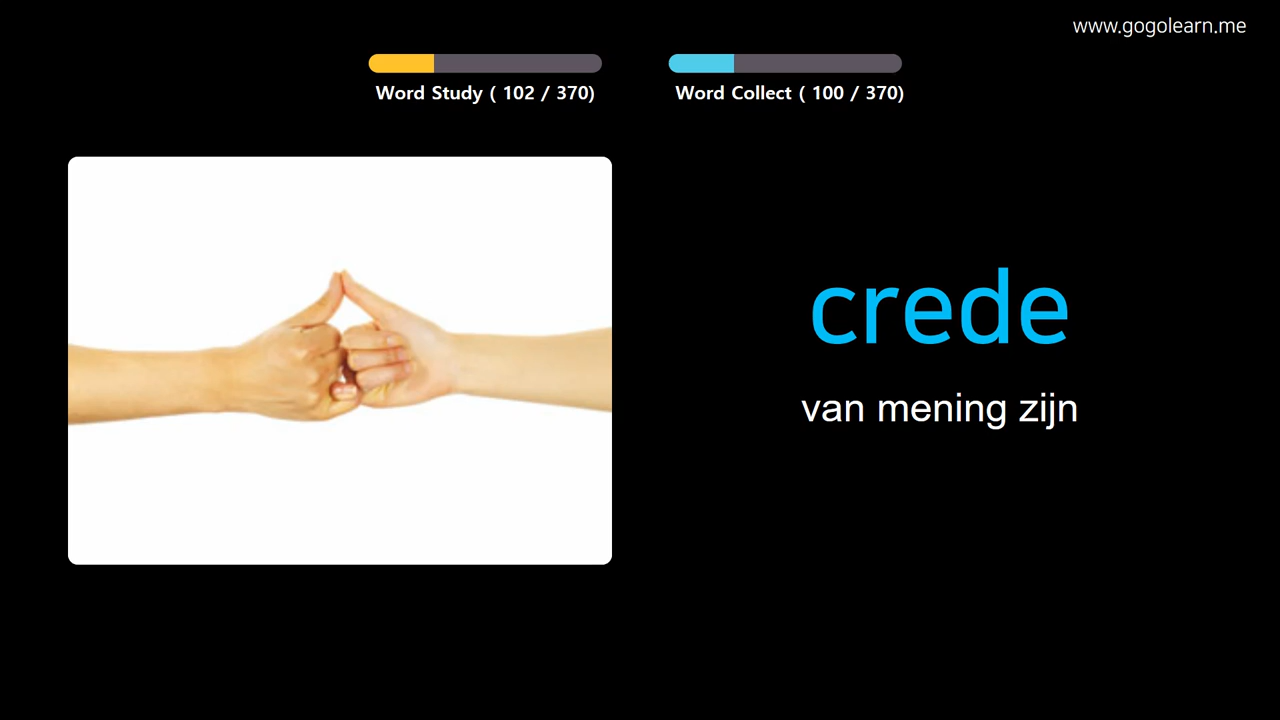 www.gogolearn.me
Word Study ( 102 / 370)
Word Collect ( 100 / 370)
crede
van mening zijn